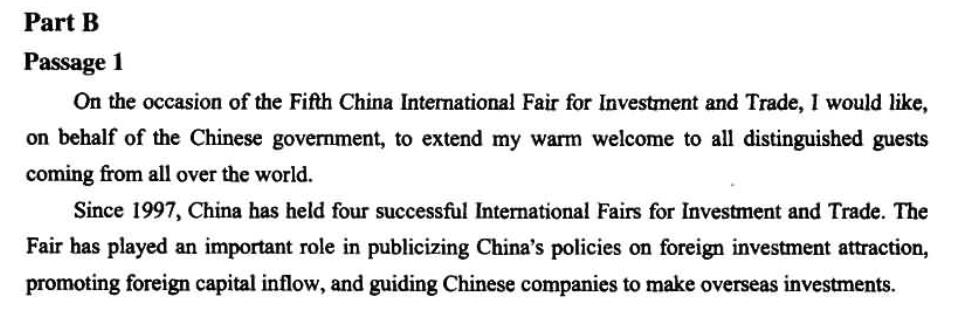 Part B
Passage 1
On the occasion of the Fifth China International Fair for Investment and Trade, I would like,
on behalf of the Chinese government, to extend my warm welcome to all distinguished guests
coming from all over the world.
Since 1997, China has held four successful International Fairs for Investment and Trade. The
Fair has played an important role in publicizing China's policies on foreign investment attraction,
promoting foreign capital inflow, and guiding Chinese companies to make overseas investments.